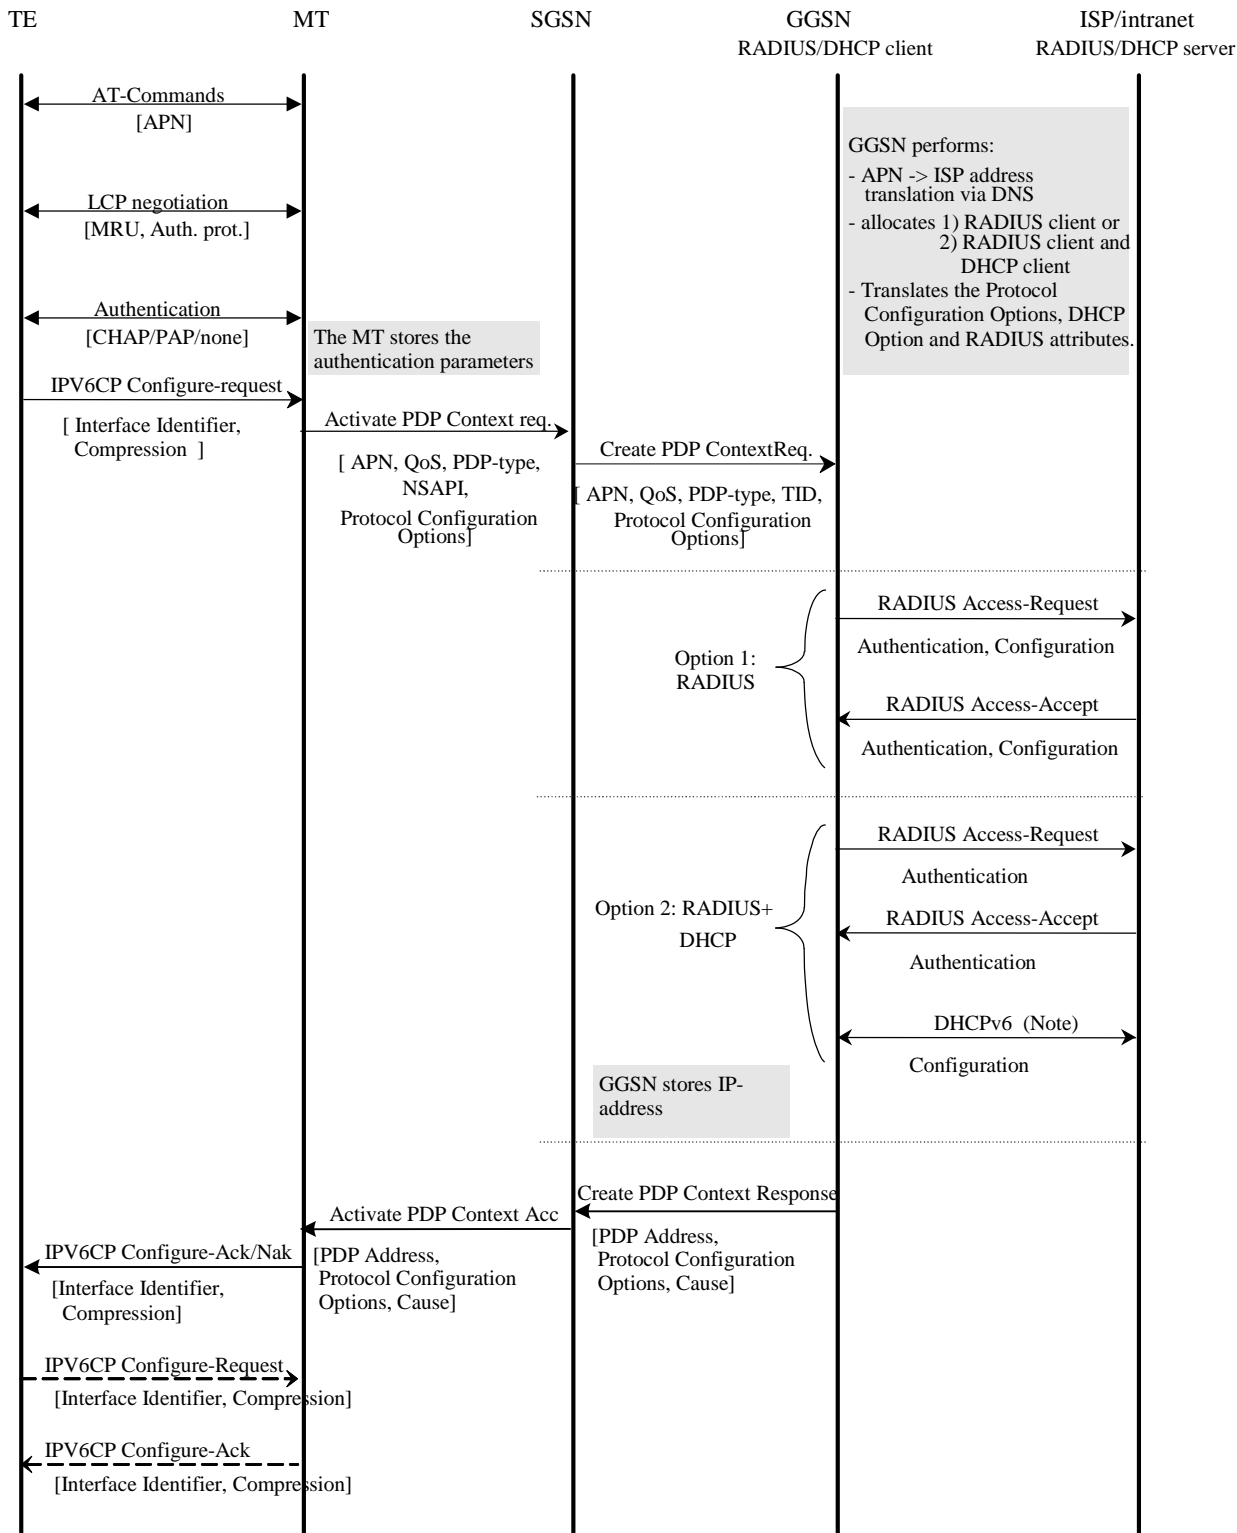 TE
MT
SGSN
GGSN
ISP/intranet
RADIUS/DHCP client
RADIUS/DHCP server
AT-Commands
[APN]
GGSN performs:
- APN -> ISP address
translation via DNS
- allocates 1) RADIUS client or
2) RADIUS client and
DHCP client
- Translates the Protocol
Configuration Options, DHCP
Option and RADIUS attributes.
LCP negotiation
[MRU, Auth. prot.]
Authentication
[CHAP/PAP/none]
The MT stores the
authentication parameters
IPV6CP Configure-request
[ Interface Identifier,
Compression ]
Activate PDP Context req.
[ APN, QoS, PDP-type,
NSAPI,
Protocol Configuration
Options]
Create PDP ContextReq.
[ APN, QoS, PDP-type, TID,
Protocol Configuration
Options]
Option 1:
RADIUS
RADIUS Access-Request
Authentication, Configuration
RADIUS Access-Accept
Authentication, Configuration
Option 2: RADIUS+
DHCP
RADIUS Access-Request
Authentication
RADIUS Access-Accept
Authentication
DHCPv6 (Note)
Configuration
GGSN stores IP-
address
Create PDP Context Response
[PDP Address,
Protocol Configuration
Options, Cause]
Activate PDP Context Acc
[PDP Address,
Protocol Configuration
Options, Cause]
IPV6CP Configure-Ack/Nak
[Interface Identifier,
Compression]
IPV6CP Configure-Request
[Interface Identifier, Compression]
IPV6CP Configure-Ack
[Interface Identifier, Compression]